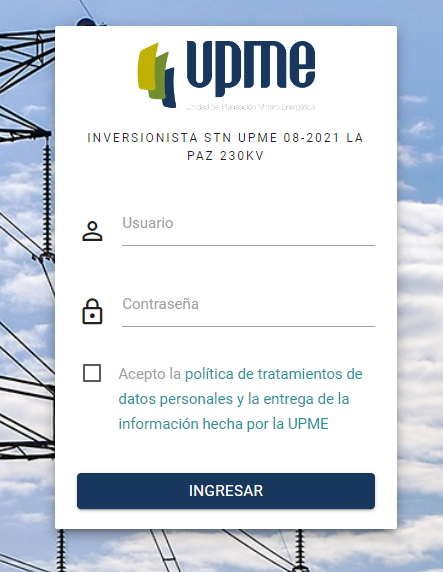 upme
Unidad de Planeación Minero Energética
INVERSIONISTA STN UPME 08-2021 LA
PAZ 230KV
Usuario
Contraseña
Acepto la política de tratamientos de
datos personales y la entrega de la
información hecha por la UPME
INGRESAR